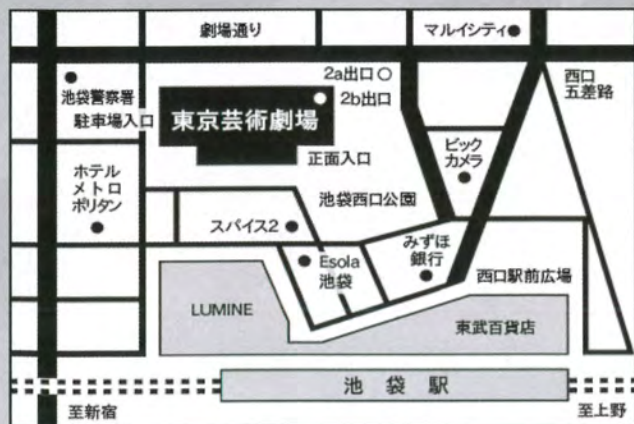 劇場通り
マルイシティ
2a出口
西口
五差路
池袋警察署
2b出口
駐車場入口
東京芸術劇場
ビック
カメラ
正面入口
ホテル
メトロ
ポリタン
池袋西口公園
スパイス2
みずほ
銀行
Esola
池袋
西口駅前広場
LUMINE
東武百貨店
池袋駅
至新宿
至上野